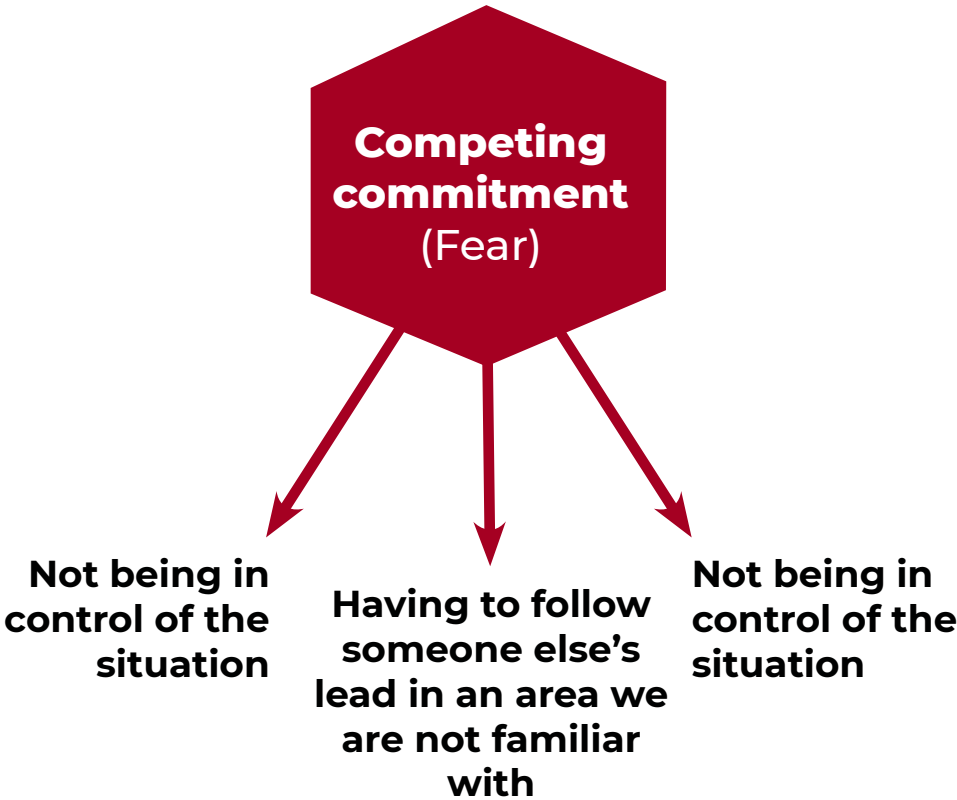 Competing
commitment
(Fear)
Not being in
control of the
situation
Having to follow
someone else’s
lead in an area we
are not familiar
with
Not being in
control of the
situation